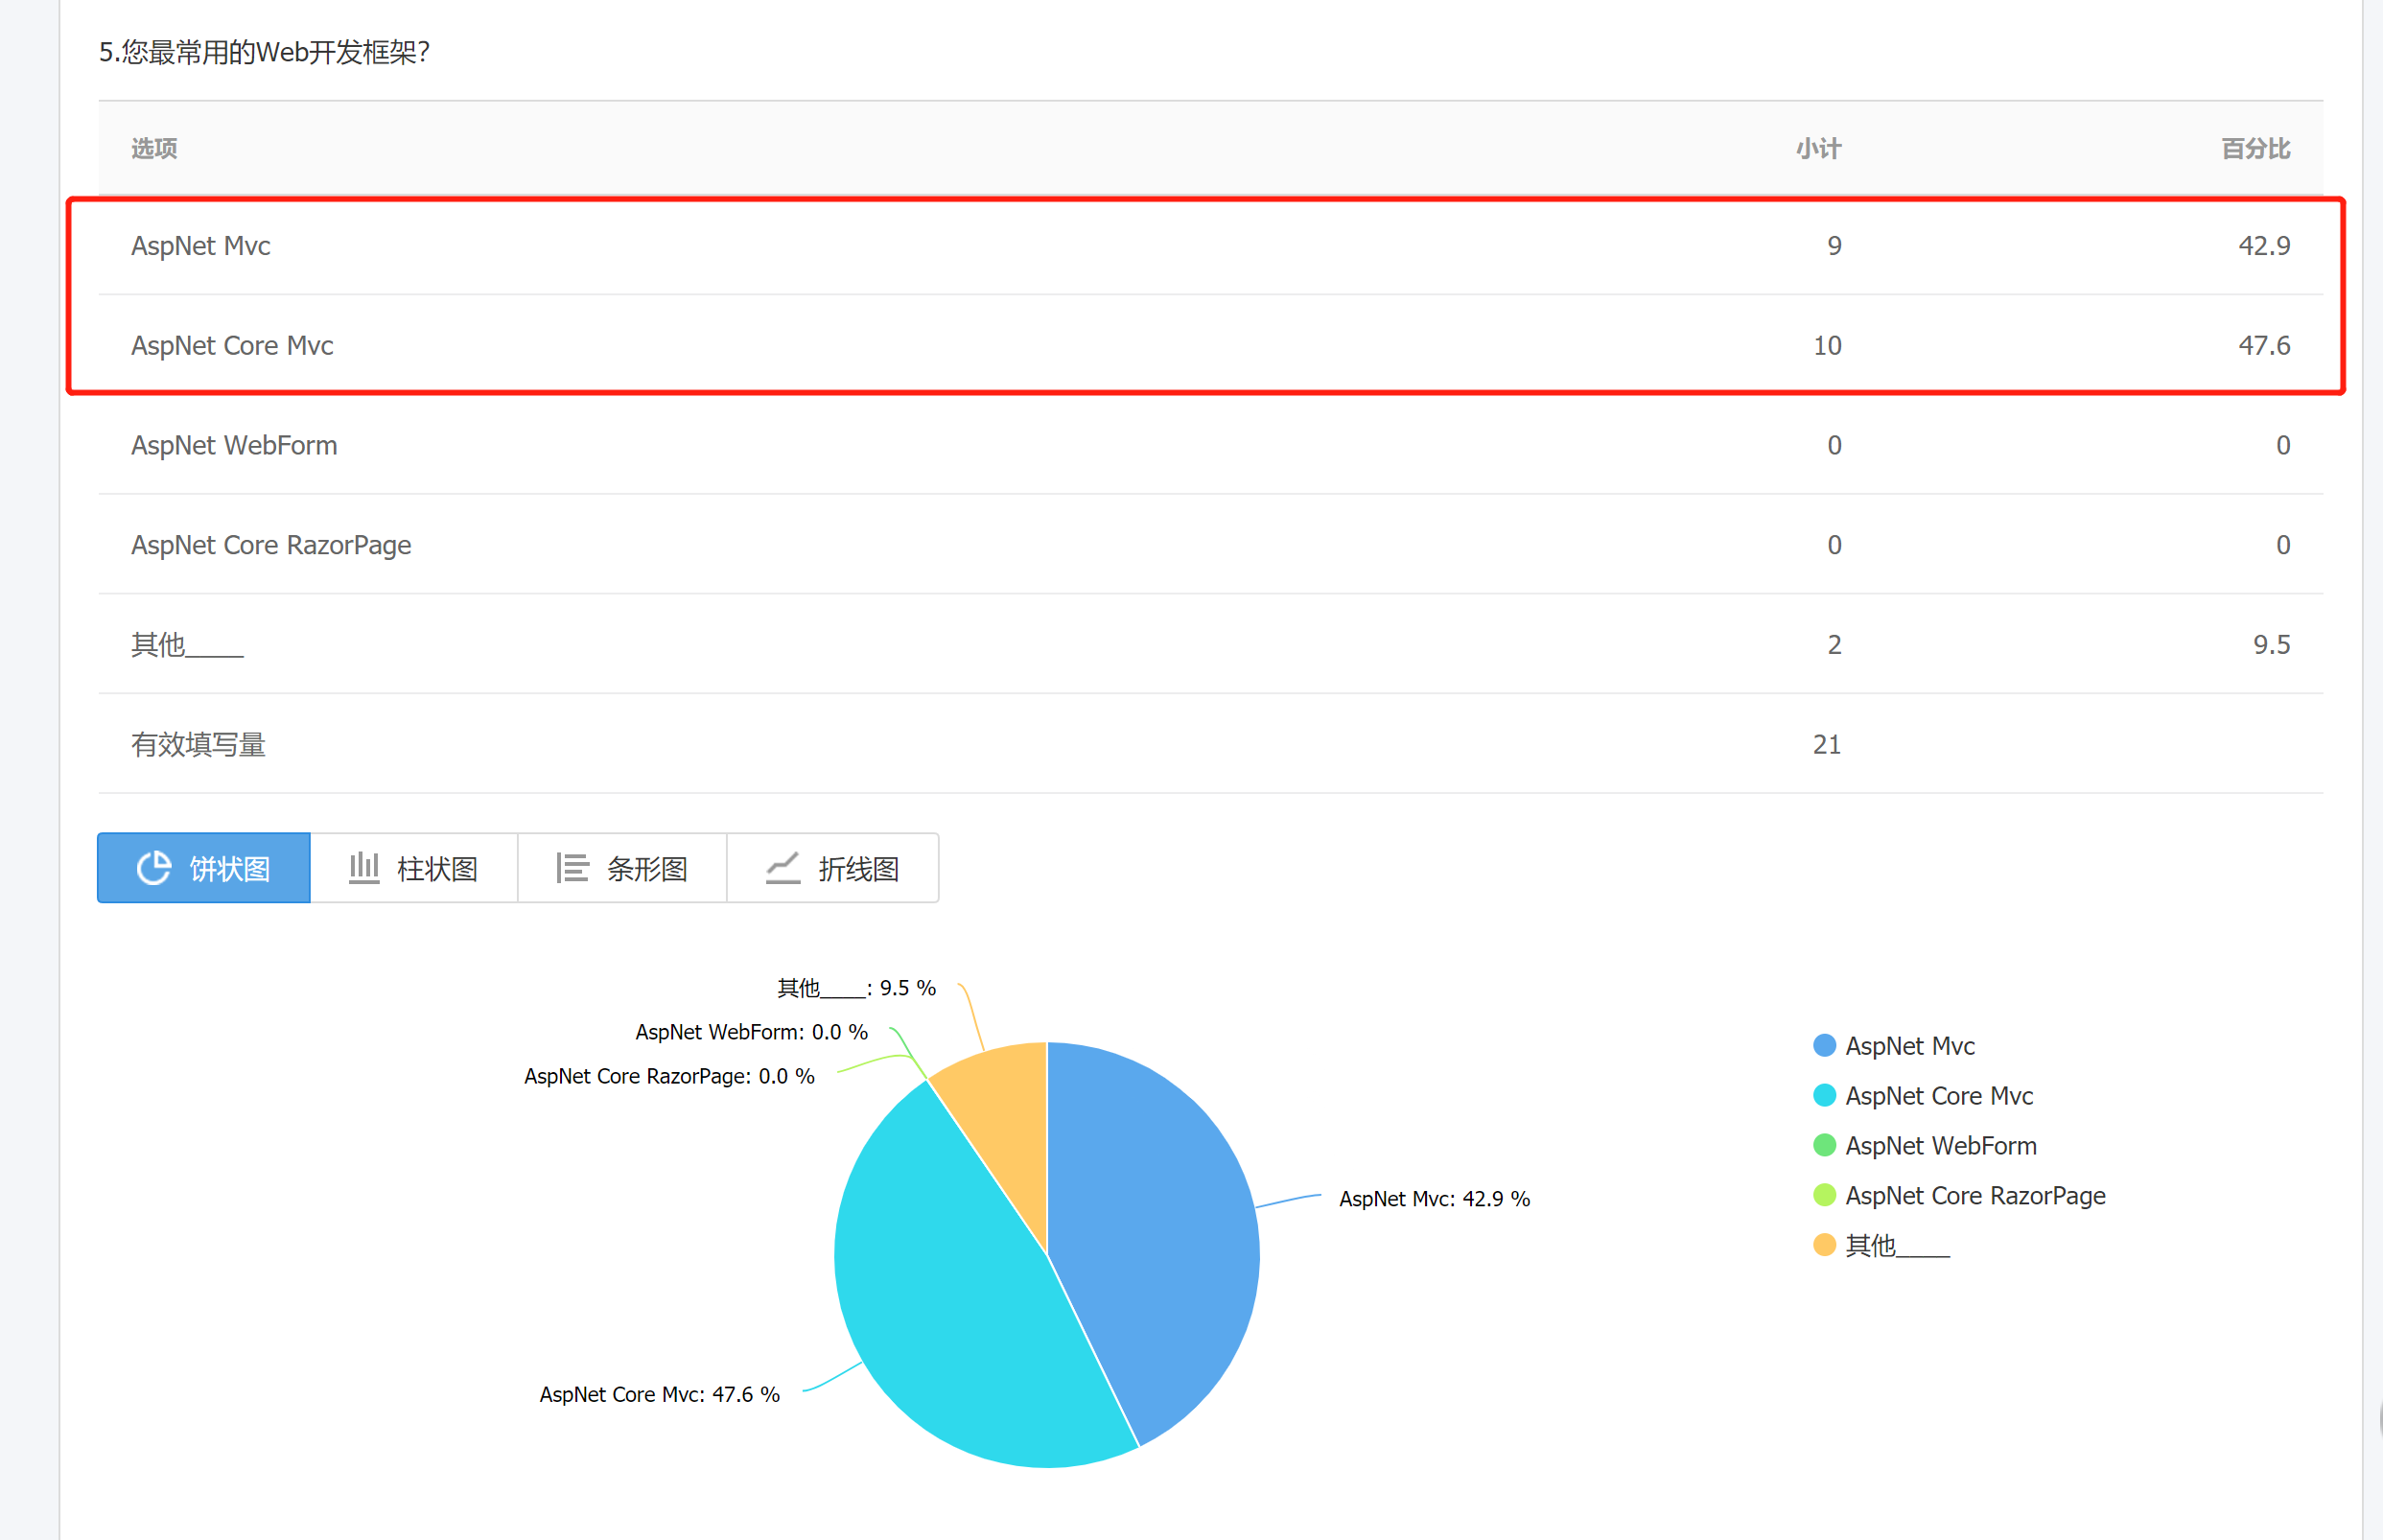 5.您最常用的Web开发框架?
选项 小计 百分比
AspNet Mvc 9 42.9
AspNet Core Mvc 10 47.6
AspNet WebForm 0 0
AspNet Core RazorPage 0 0
其他____ 2 9.5
有效填写量 21
饼状图 柱状图 条形图 折线图
其他____: 9.5 %
AspNet WebForm: 0.0 %
AspNet Core RazorPage: 0.0 %
AspNet Mvc: 42.9 %
AspNet Core Mvc: 47.6 %
AspNet Mvc
AspNet Core Mvc
AspNet WebForm
AspNet Core RazorPage
其他____